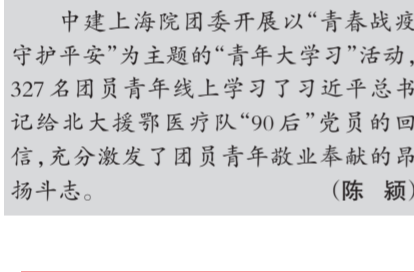 中建上海院团委开展以“青春战疫
守护平安”为主题的“青年大学习”活动，
327名团员青年线上学习了习近平总书
记给北大援鄂医疗队“90后”党员的回
信，充分激发了团员青年敬业奉献的昂
扬斗志。 （陈 颍）